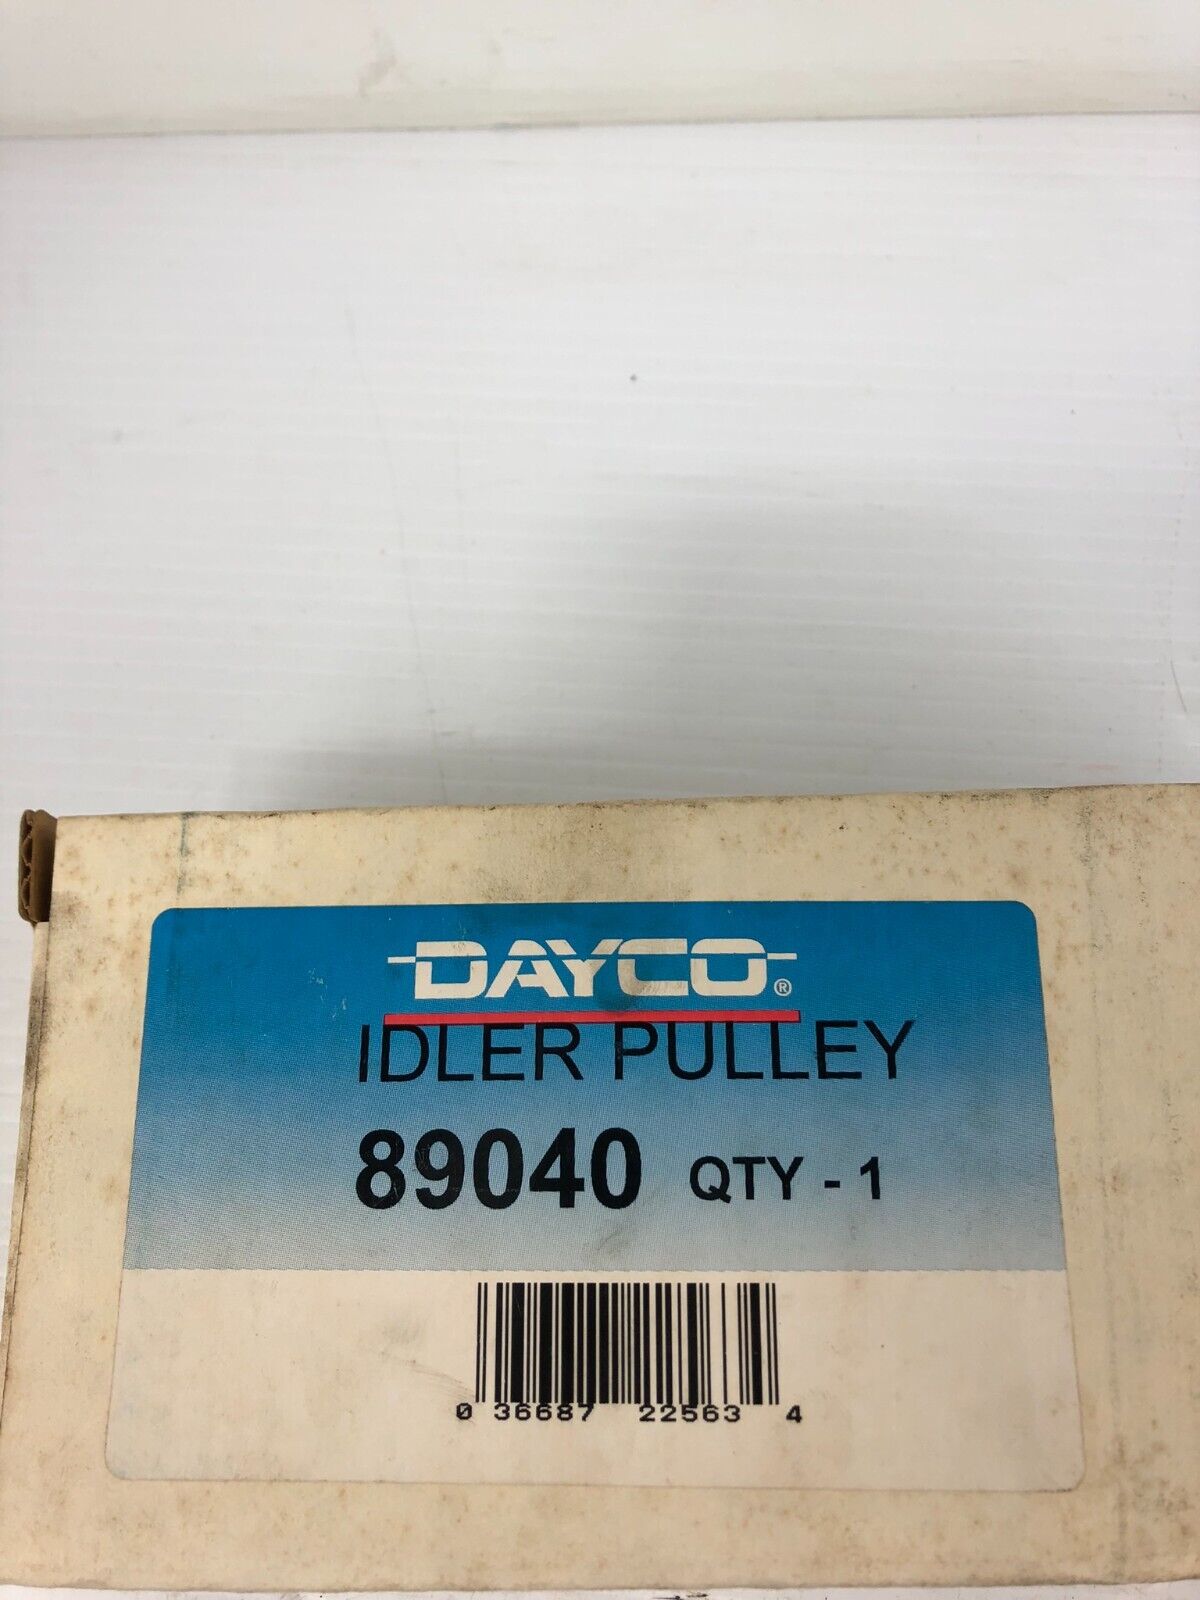 DAYCO®
IDLER PULLEY
89040 QTY - 1
0 36687 22563 4